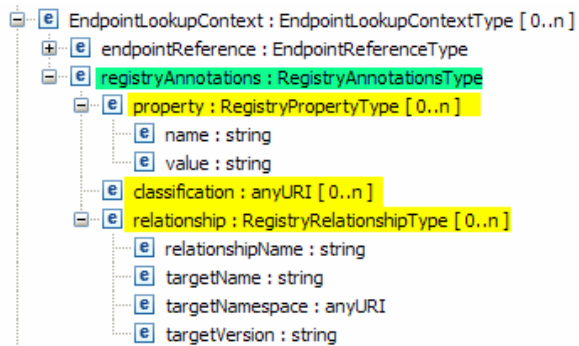 e EndpointLookupContext : EndpointLookupContextType [ 0..n ]
e endpointReference : EndpointReferenceType
e registryAnnotations : RegistryAnnotationsType
e property : RegistryPropertyType [ 0..n ]
e name : string
e value : string
e classification : anyURI [ 0..n ]
e relationship : RegistryRelationshipType [ 0..n ]
e relationshipName : string
e targetName : string
e targetNamespace : anyURI
e targetVersion : string